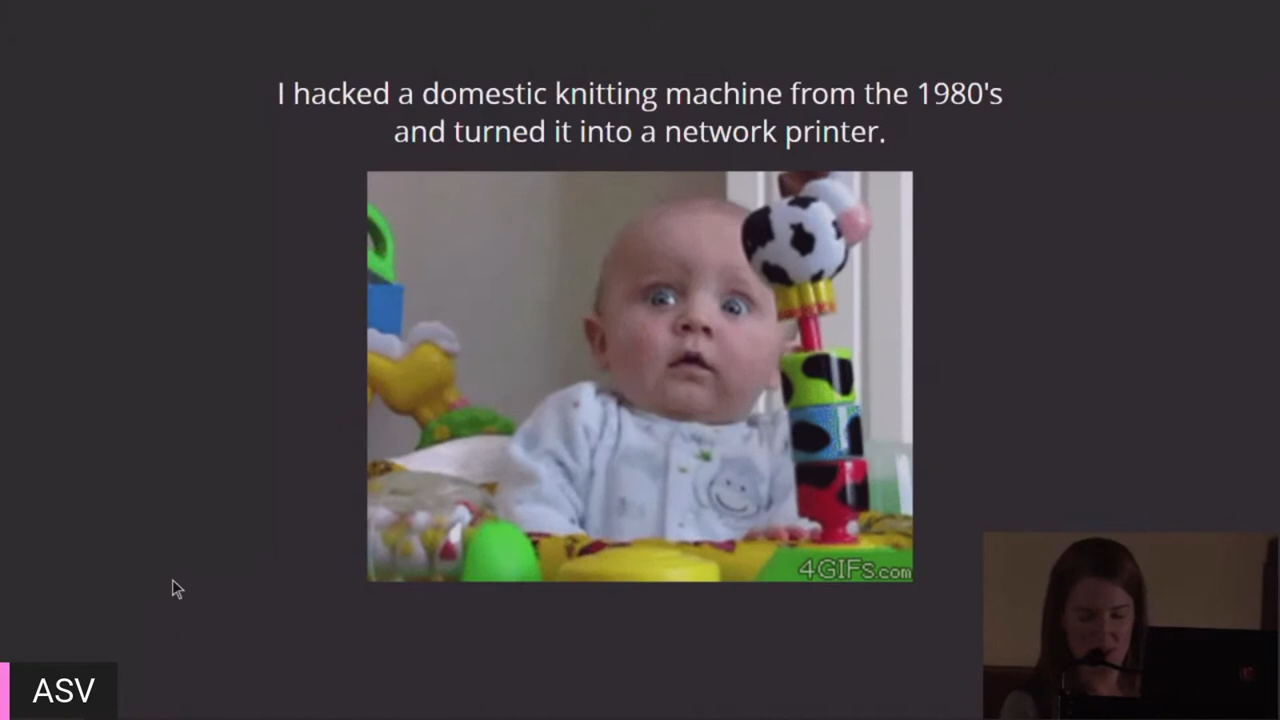 I hacked a domestic knitting machine from the 1980's
and turned it into a network printer.
4GIFS.com
ASV